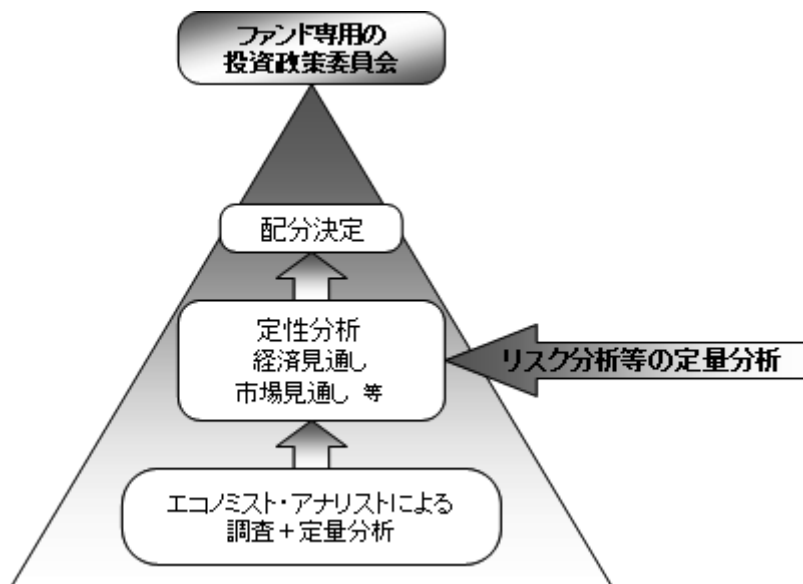 ファンド専用の
投資政策委員会
配分決定
定性分析
経済見通し
市場見通し 等
リスク分析等の定量分析
エコノミスト・アナリストによる
調査＋定量分析